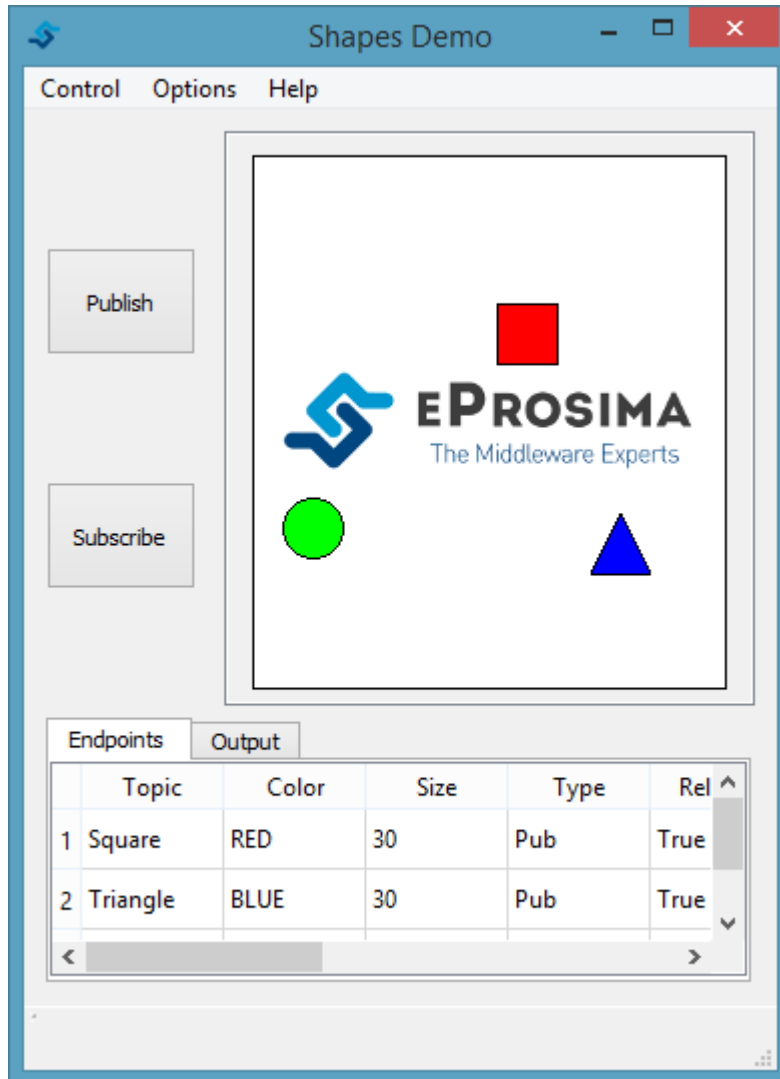 Shapes Demo
Control Options Help
Publish
EPROSIMA
The Middleware Experts
Subscribe
Endpoints Output
Topic Color Size Type Rel
1 Square RED 30 Pub True
2 Triangle BLUE 30 Pub True